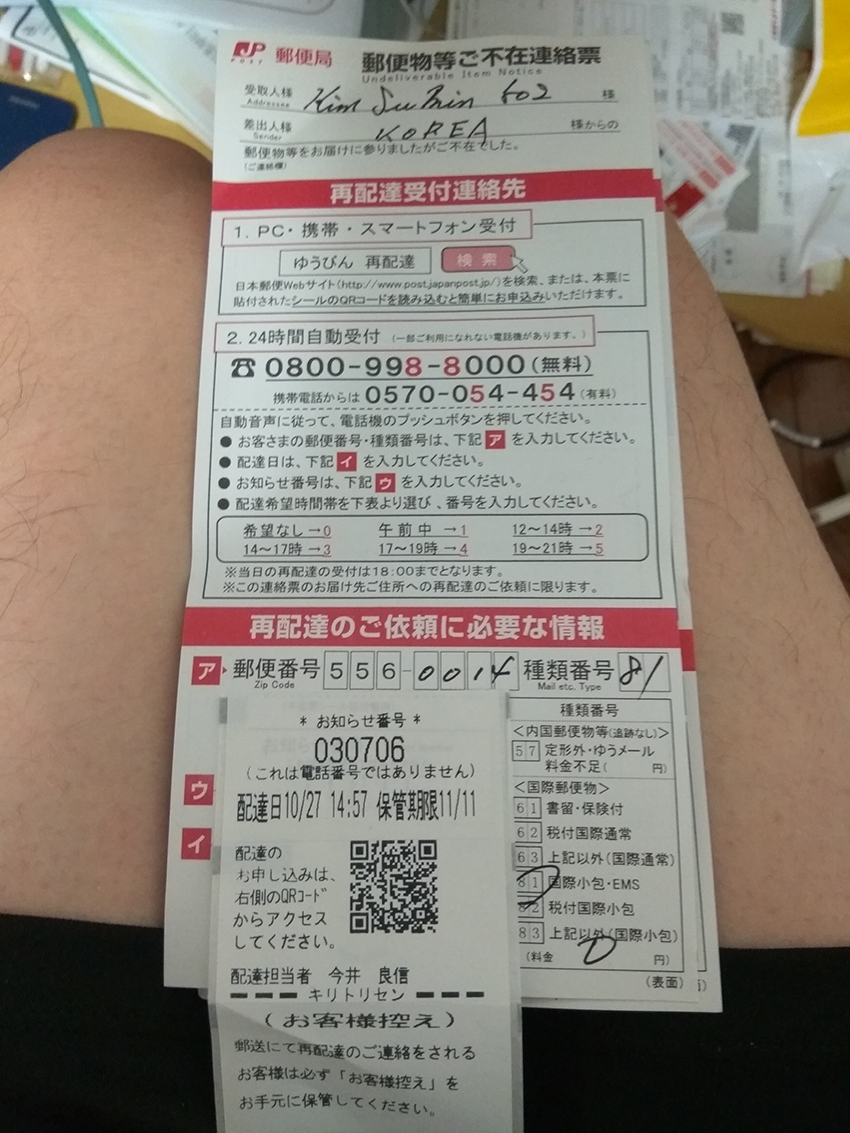 JP 郵便局
POST
郵便物等ご不在連絡票
Undeliverable Item Notice
受取人様 Kim Su Min 602 様
Addressee
差出人様 KOREA 様からの
Sender
郵便物等をお届けに参りましたがご不在でした。
(ご連絡欄)
再配達受付連絡先
1. PC・携帯・スマートフォン受付
ゆうびん 再配達 検索
日本郵便Webサイト(http://www.post.japanpost.jp/)を検索、または、本票に
貼付されたシールのQRコードを読み込むと簡単にお申込みいただけます。
2. 24時間自動受付 (一部ご利用になれない電話機があります。)
☎ 0800-998-8000 (無料)
携帯電話からは 0570-054-454 (有料)
自動音声に従って、電話機のプッシュボタンを押してください。
● お客さまの郵便番号・種類番号は、下記 ア を入力してください。
● 配達日は、下記 イ を入力してください。
● お知らせ番号は、下記 ウ を入力してください。
● 配達希望時間帯を下表より選び、番号を入力してください。
希望なし→0 午前中→1 12〜14時→2
14〜17時→3 17〜19時→4 19〜21時→5
※当日の再配達の受付は18:00までとなります。
※この連絡票のお届け先ご住所への再配達のご依頼に限ります。
再配達のご依頼に必要な情報
ア 郵便番号 556-0014 種類番号 81
Zip Code Mail etc. Type
ウ
イ
* お知らせ番号 *
030706
(これは電話番号ではありません)
配達日10/27 14:57 保管期限11/11
配達の
お申し込みは、
右側のQRコード
からアクセス
してください。
配達担当者 今井 良信
キリトリセン
(お客様控え)
郵送にて再配達のご連絡をされる
お客様は必ず「お客様控え」を
お手元に保管してください。
種類番号
<内国郵便物等(追跡なし)>
57 定形外・ゆうメール
料金不足( 円)
<国際郵便物>
61 書留・保険付
62 税付国際通常
63 上記以外(国際通常)
81 国際小包・EMS
82 税付国際小包
83 上記以外(国際小包)
(料金 0 円)
(表面)